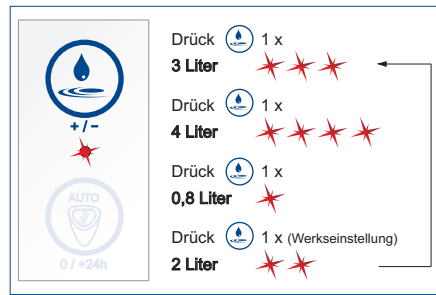 + / −
AUTO
0 / +24h
Drück 1 x
3 Liter
Drück 1 x
4 Liter
Drück 1 x
0,8 Liter
Drück 1 x (Werkseinstellung)
2 Liter